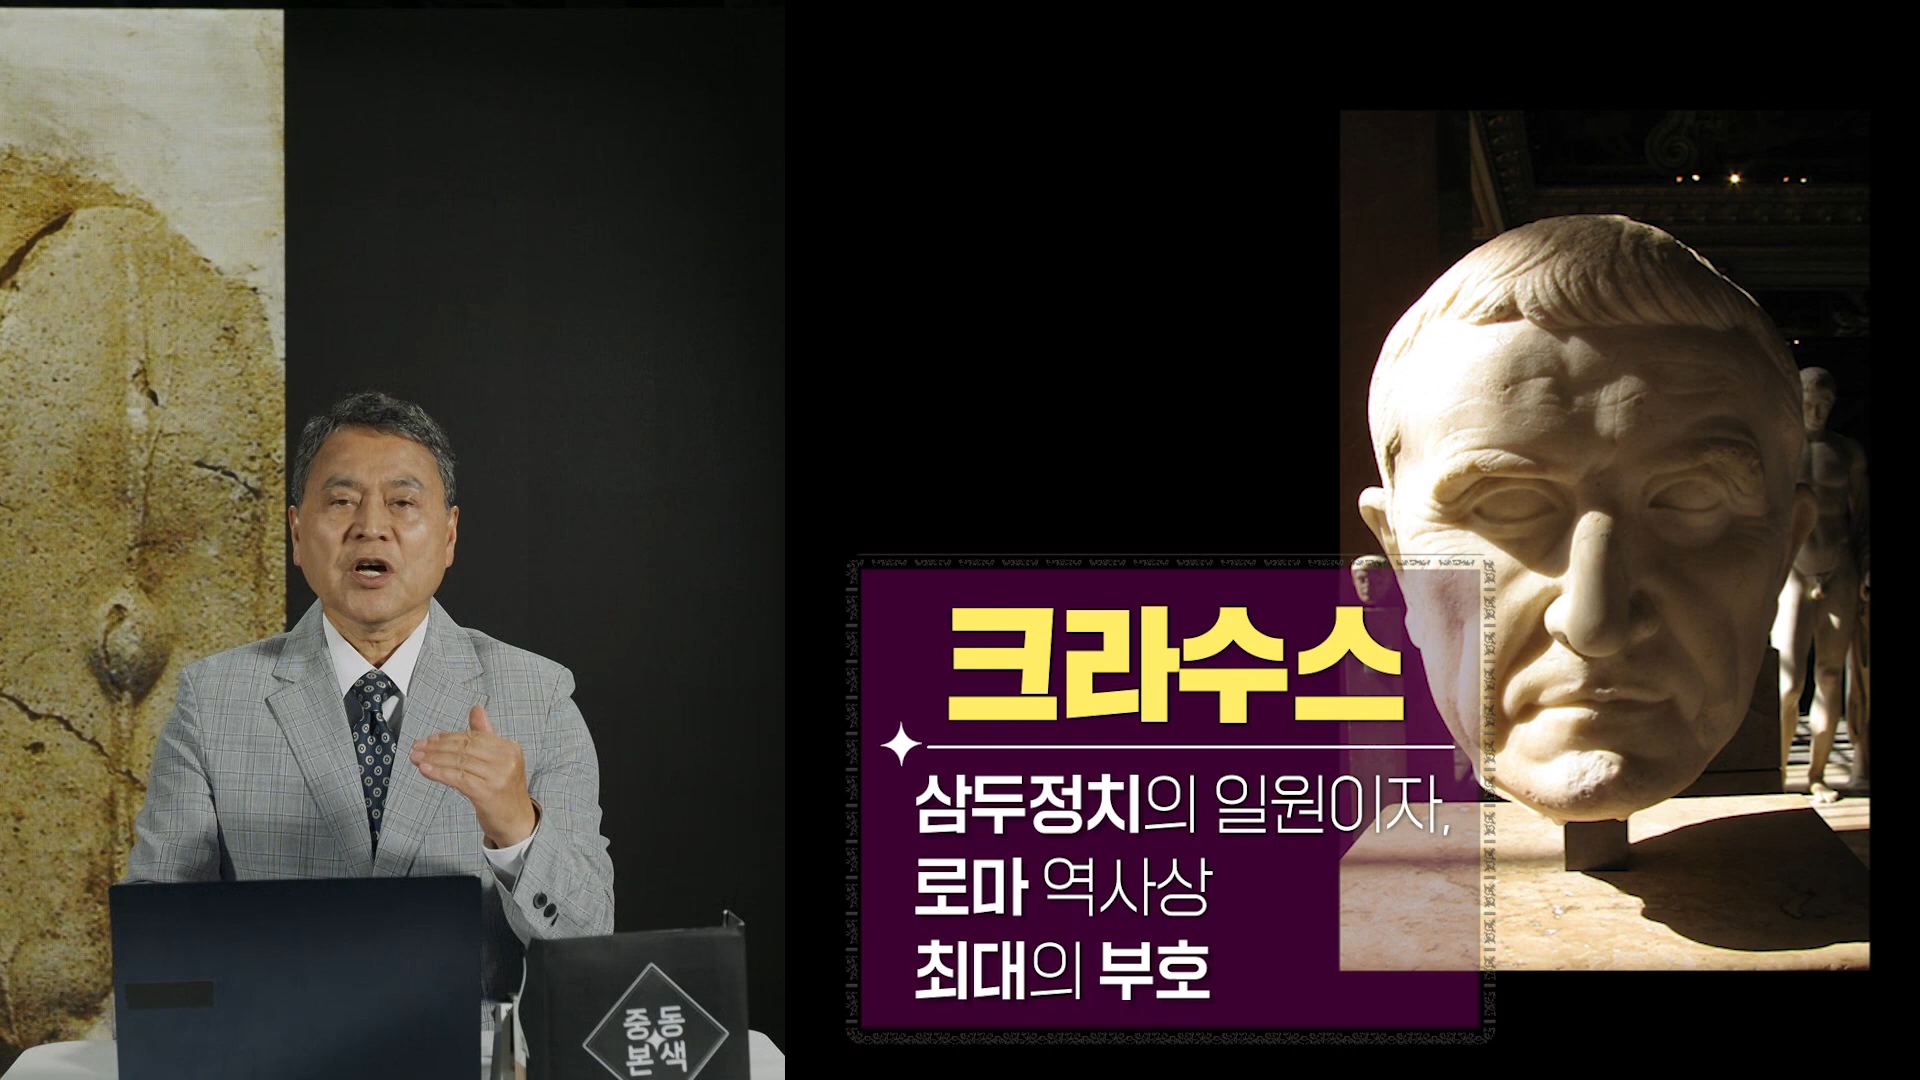 크라수스
삼두정치의 일원이자,
로마 역사상
최대의 부호
중동
본색